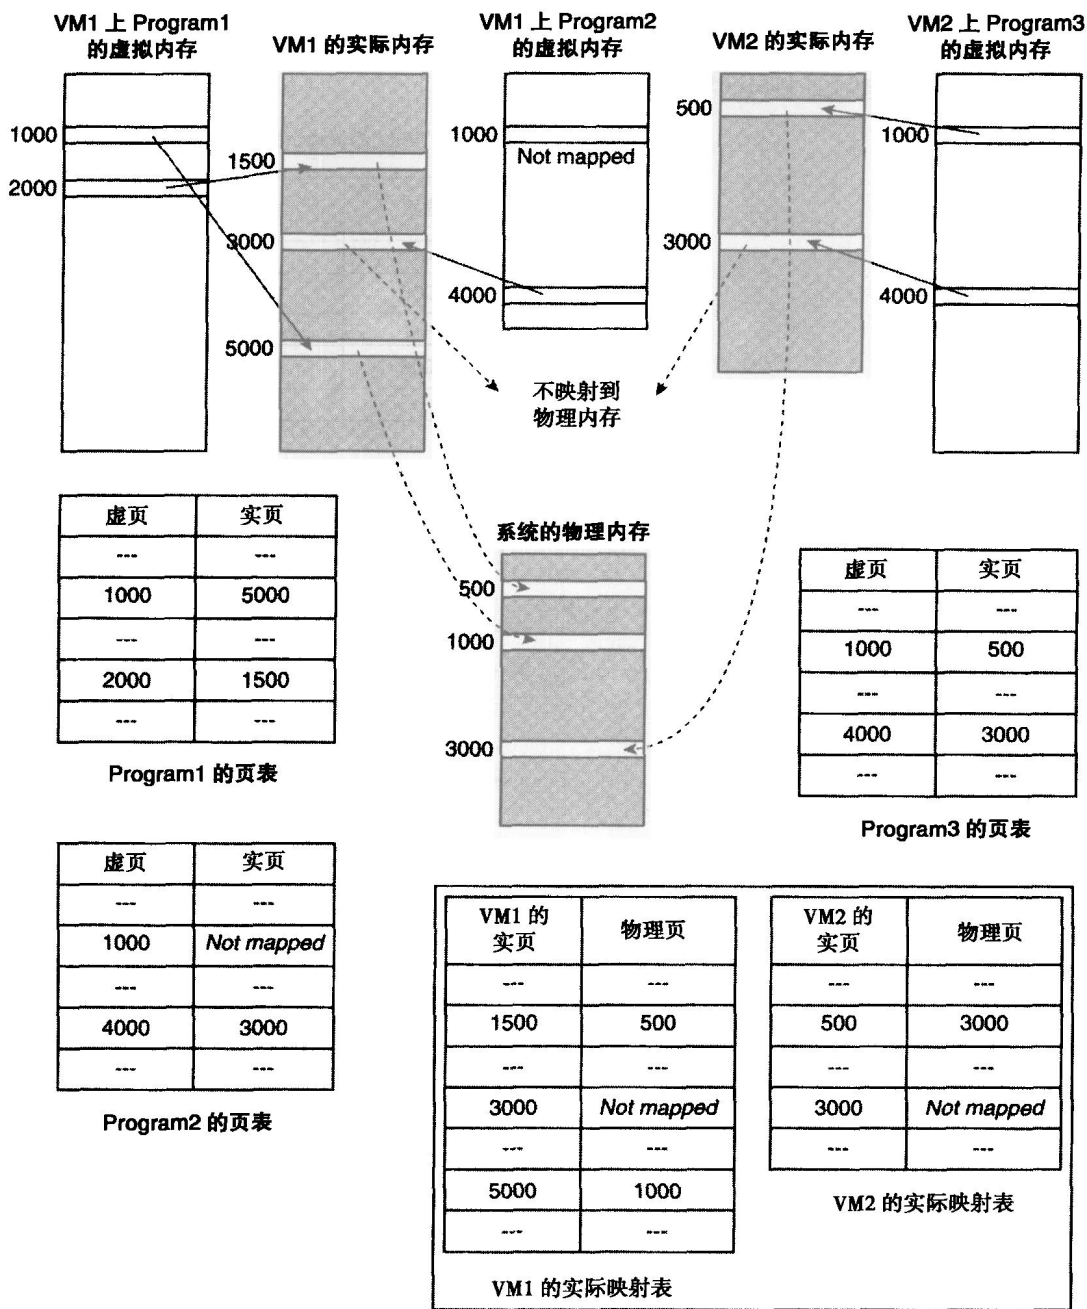 VM1 上 Program1
的虚拟内存
VM1 的实际内存
VM1 上 Program2
的虚拟内存
VM2 的实际内存
VM2 上 Program3
的虚拟内存
1000
2000
1500
3000
5000
1000
Not mapped
4000
500
3000
1000
4000
不映射到
物理内存
系统的物理内存
500
1000
3000
虚页 实页
--- ---
1000 5000
--- ---
2000 1500
--- ---
Program1 的页表
虚页 实页
--- ---
1000 500
--- ---
4000 3000
--- ---
Program3 的页表
虚页 实页
--- ---
1000 Not mapped
--- ---
4000 3000
--- ---
Program2 的页表
VM1 的
实页
物理页
--- ---
1500 500
--- ---
3000 Not mapped
--- ---
5000 1000
--- ---
VM1 的实际映射表
VM2 的
实页
物理页
--- ---
500 3000
--- ---
3000 Not mapped
--- ---
VM2 的实际映射表